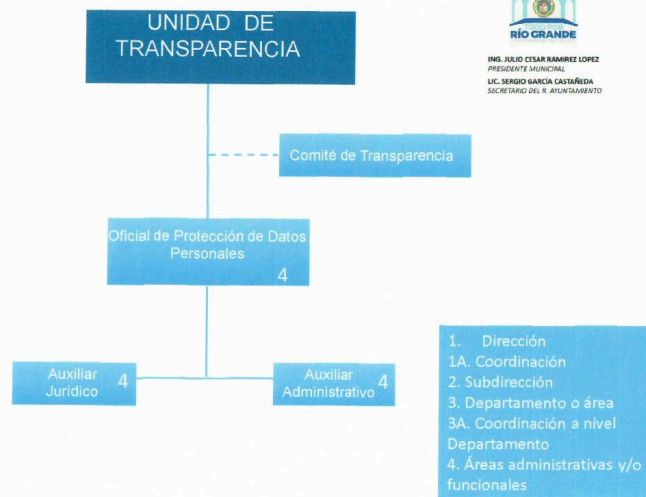 UNIDAD DE
TRANSPARENCIA
RÍO GRANDE
ING. JULIO CESAR RAMIREZ LOPEZ
PRESIDENTE MUNICIPAL
LIC. SERGIO GARCÍA CASTAÑEDA
SECRETARIO DEL R. AYUNTAMIENTO
Comité de Transparencia
Oficial de Protección de Datos
Personales
4
Auxiliar
Jurídico
4
Auxiliar
Administrativo
4
1. Dirección
1A. Coordinación
2. Subdirección
3. Departamento o área
3A. Coordinación a nivel
Departamento
4. Áreas administrativas y/o
funcionales